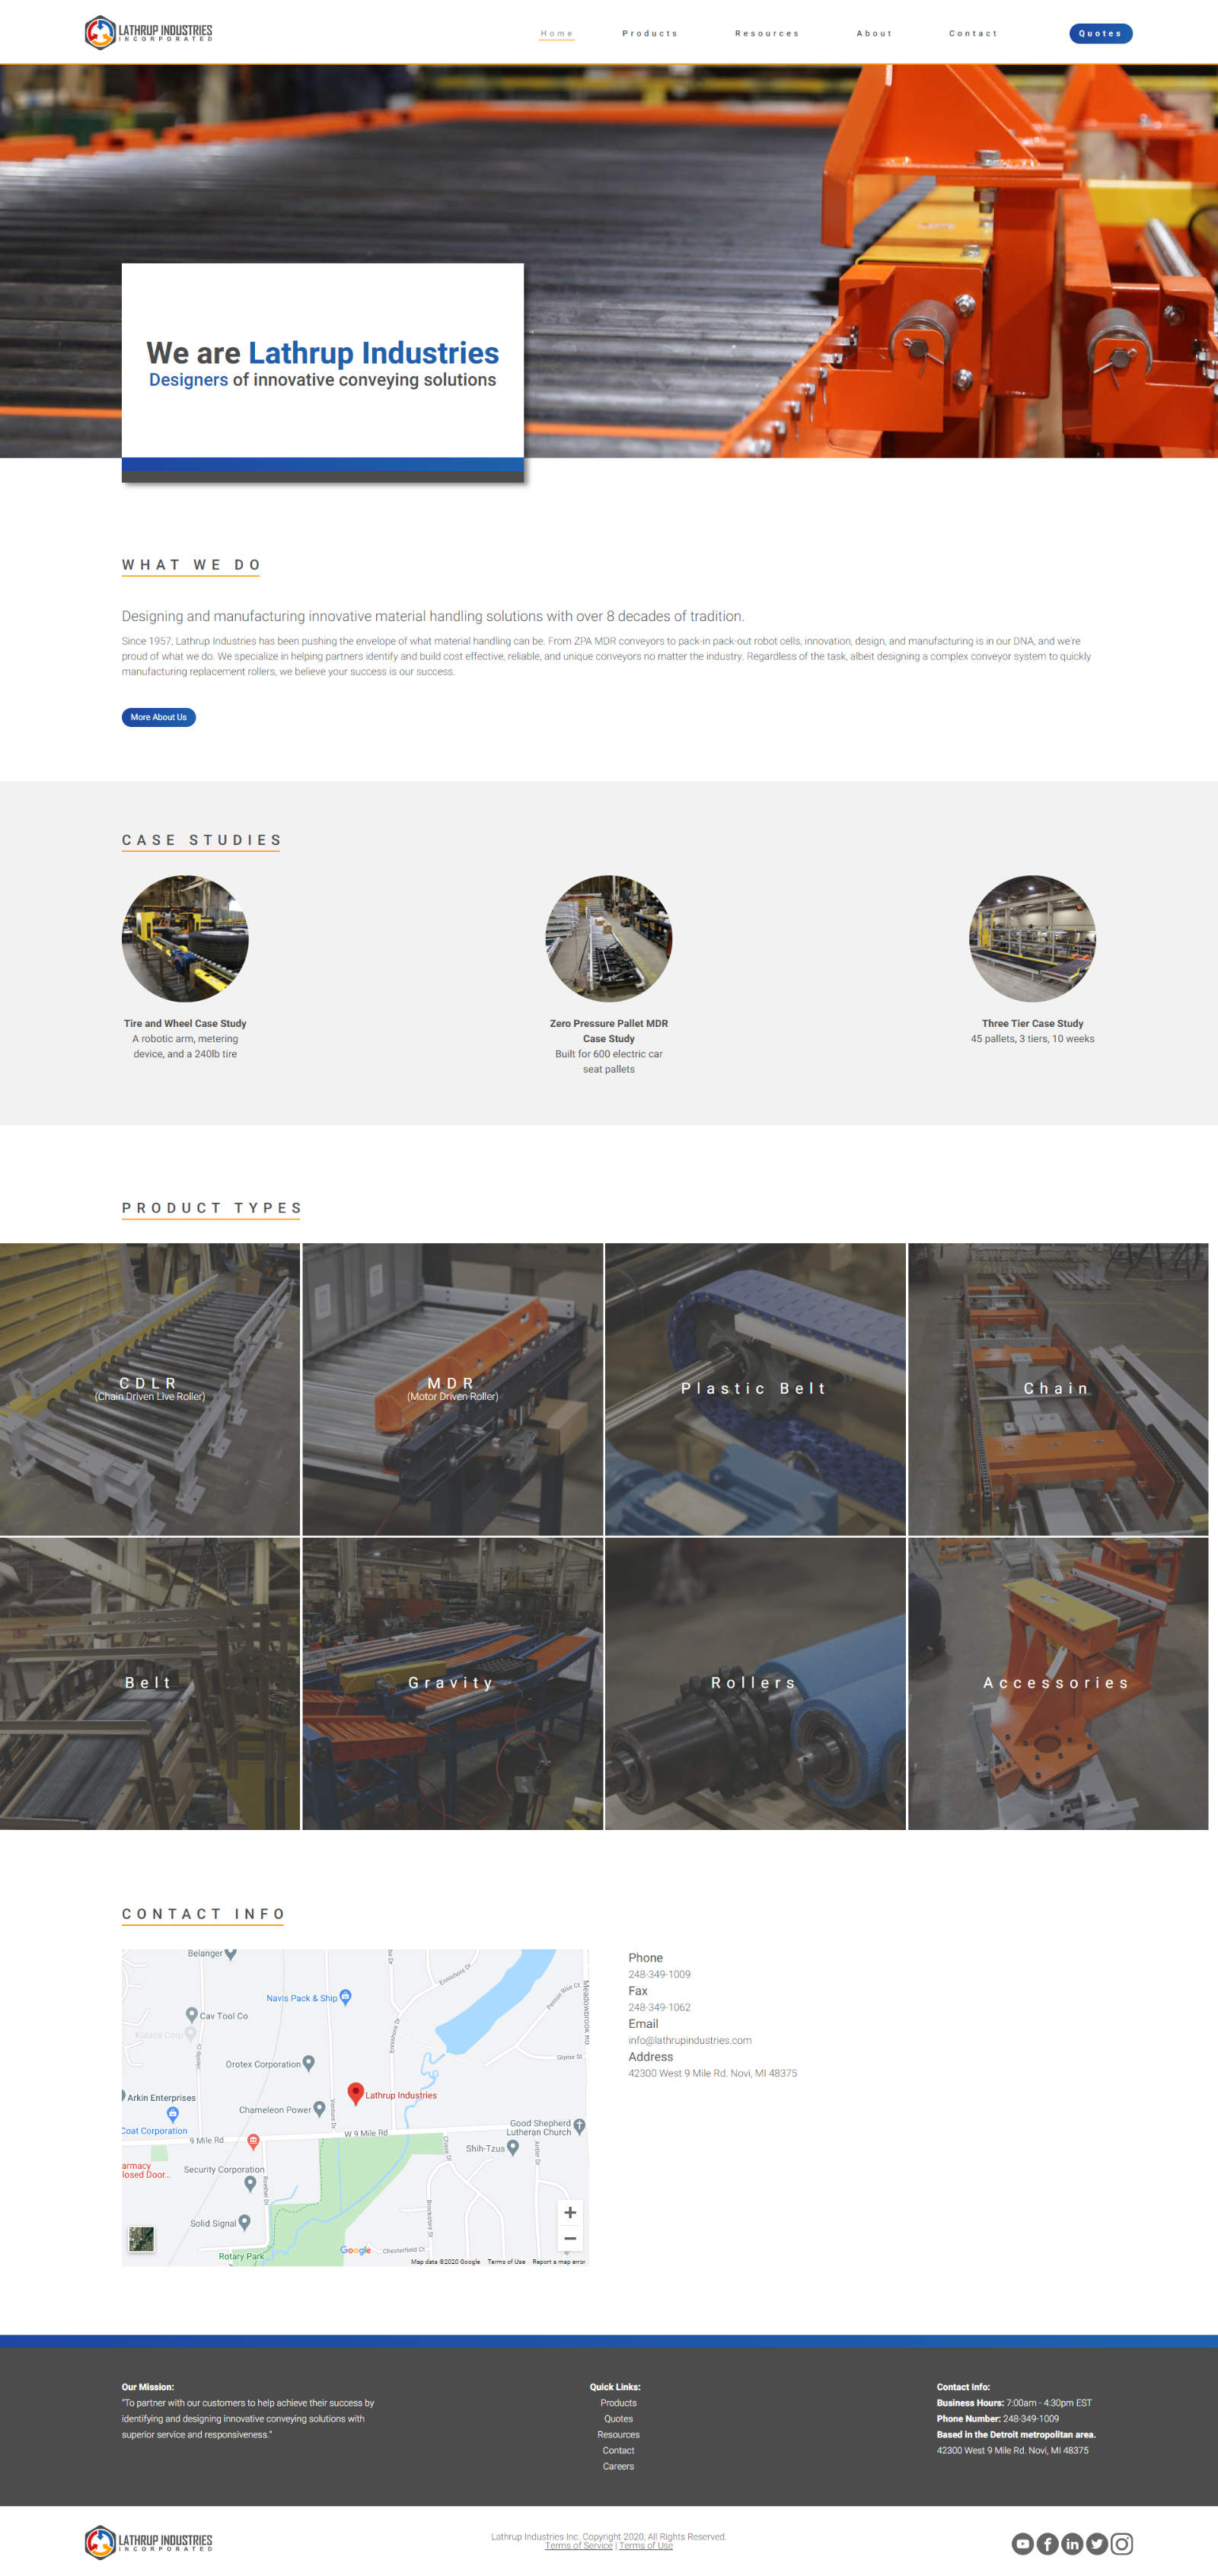 LATHRUP INDUSTRIES
INCORPORATED
Home Products Resources About Contact Quotes
We are Lathrup Industries
Designers of innovative conveying solutions
WHAT WE DO
Designing and manufacturing innovative material handling solutions with over 8 decades of tradition.
Since 1957, Lathrup Industries has been pushing the envelope of what material handling can be. From ZPA MDR conveyors to pack-in pack-out robot cells, innovation, design, and manufacturing is in our DNA, and we're
proud of what we do. We specialize in helping partners identify and build cost effective, reliable, and unique conveyors no matter the industry. Regardless of the task, albeit designing a complex conveyor system to quickly
manufacturing replacement rollers, we believe your success is our success.
More About Us
CASE STUDIES
Tire and Wheel Case Study
A robotic arm, metering
device, and a 240lb tire
Zero Pressure Pallet MDR
Case Study
Built for 600 electric car
seat pallets
Three Tier Case Study
45 pallets, 3 tiers, 10 weeks
PRODUCT TYPES
CDLR
(Chain Driven Live Roller)
MDR
(Motor Driven Roller)
Plastic Belt
Chain
Belt
Gravity
Rollers
Accessories
CONTACT INFO
Belanger
Ennishore Dr
Navis Pack & Ship
Meadowbrook Rd
Cav Tool Co
Ennishore Dr
Orotex Corporation
Glyme St
Arkin Enterprises
Lathrup Industries
Chameleon Power
Venture Dr
Coat Corporation
9 Mile Rd
W 9 Mile Rd
Good Shepherd
Lutheran Church
Shih-Tzus
armacy
losed Door...
Security Corporation
Solid Signal
Rotary Park
Google
Chesterfield Ct
Map data ©2020 Google Terms of Use Report a map error
Phone
248-349-1009
Fax
248-349-1062
Email
info@lathrupindustries.com
Address
42300 West 9 Mile Rd. Novi, MI 48375
Our Mission:
"To partner with our customers to help achieve their success by
identifying and designing innovative conveying solutions with
superior service and responsiveness."
Quick Links:
Products
Quotes
Resources
Contact
Careers
Contact Info:
Business Hours: 7:00am - 4:30pm EST
Phone Number: 248-349-1009
Based in the Detroit metropolitan area.
42300 West 9 Mile Rd. Novi, MI 48375
LATHRUP INDUSTRIES
INCORPORATED
Lathrup Industries Inc. Copyright 2020, All Rights Reserved.
Terms of Service | Terms of Use